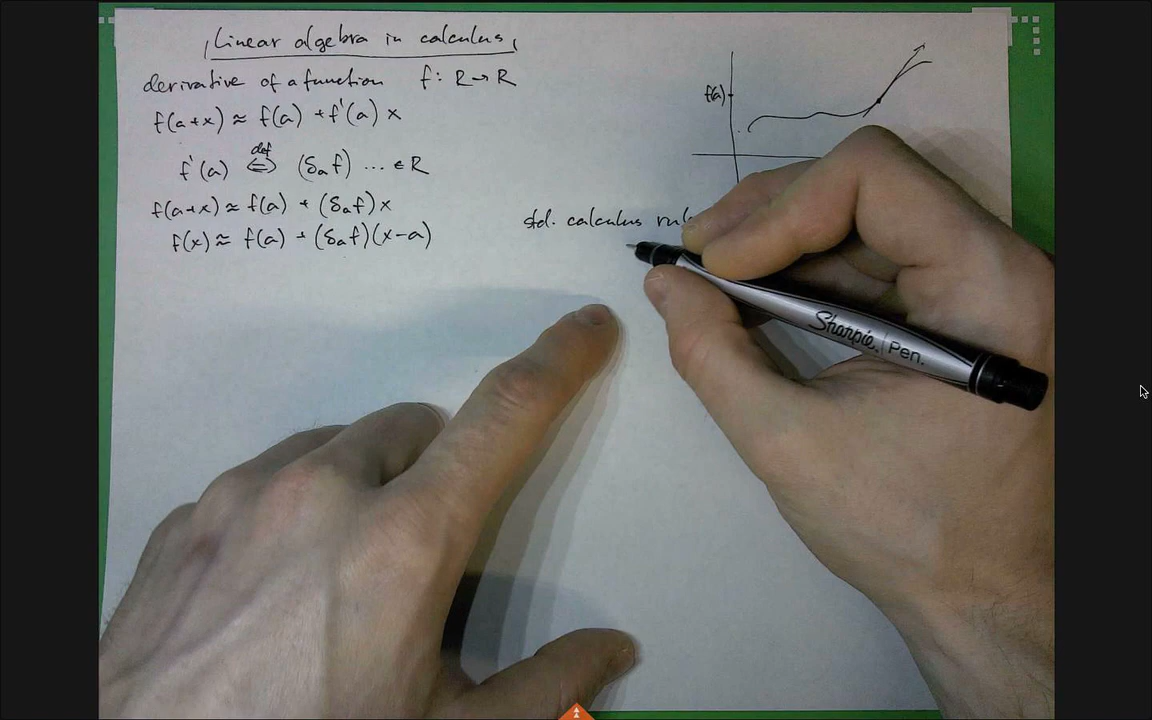 Linear algebra in calculus
derivative of a function f: R → R
f(a+x) ≈ f(a) + f'(a) x
f'(a) ⇔ def (δₐf) ... ∈ R
f(a+x) ≈ f(a) + (δₐf) x
f(x) ≈ f(a) + (δₐf)(x-a)
f(a)
std. calculus
Sharpie. Pen.